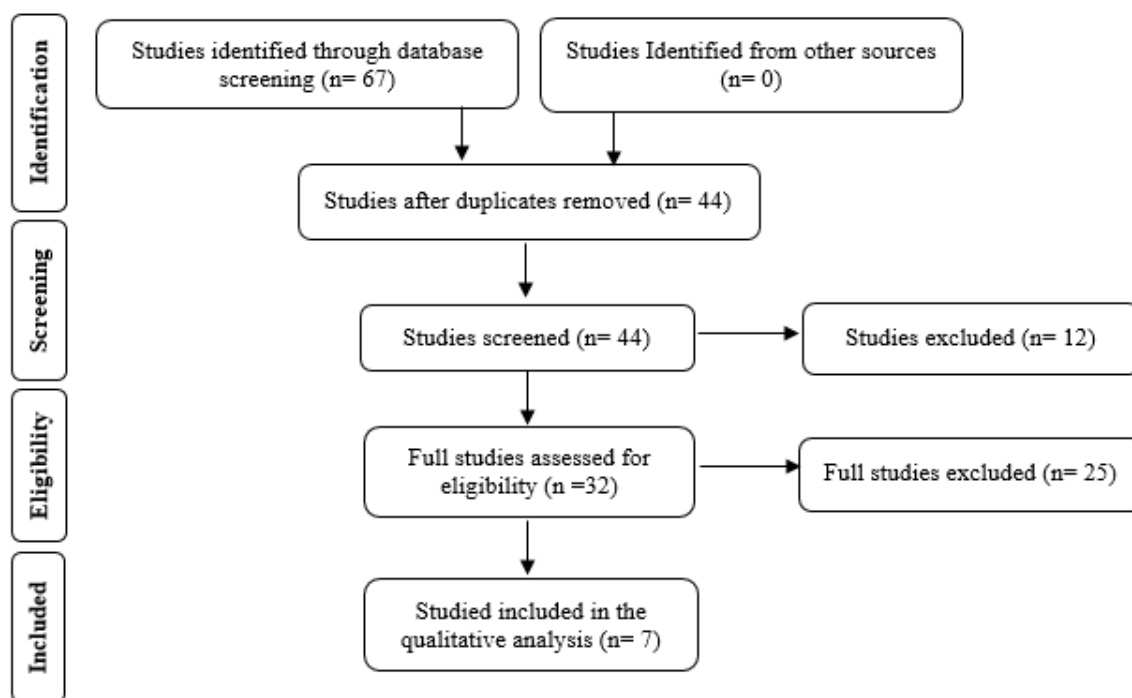 Identification
Studies identified through database
screening (n= 67)
Studies Identified from other sources
(n= 0)
Studies after duplicates removed (n= 44)
Screening
Studies screened (n= 44)
Studies excluded (n= 12)
Eligibility
Full studies assessed for
eligibility (n =32)
Full studies excluded (n= 25)
Included
Studied included in the
qualitative analysis (n= 7)